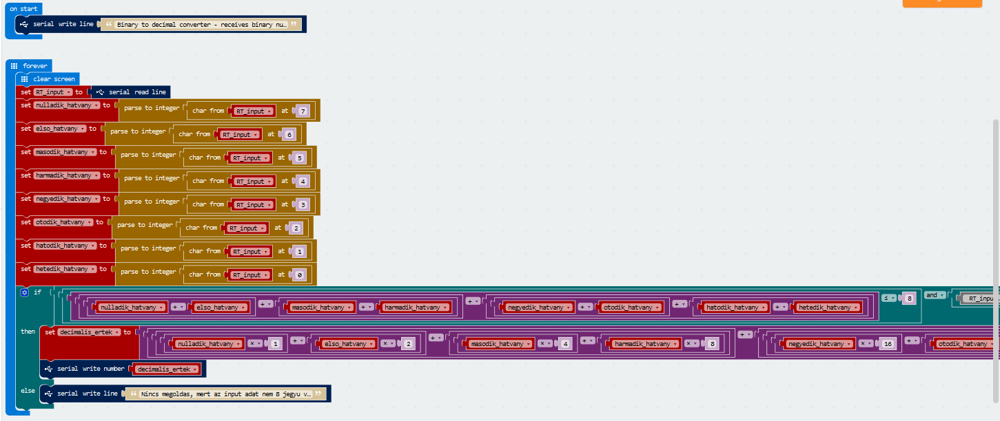 on start
serial write line “ Binary to decimal converter - receives binary nu… ”
forever
clear screen
set RT_input to serial read line
set nulladik_hatvany to parse to integer char from RT_input at 7
set elso_hatvany to parse to integer char from RT_input at 6
set masodik_hatvany to parse to integer char from RT_input at 5
set harmadik_hatvany to parse to integer char from RT_input at 4
set negyedik_hatvany to parse to integer char from RT_input at 3
set otodik_hatvany to parse to integer char from RT_input at 2
set hatodik_hatvany to parse to integer char from RT_input at 1
set hetedik_hatvany to parse to integer char from RT_input at 0
if nulladik_hatvany + elso_hatvany + masodik_hatvany + harmadik_hatvany + negyedik_hatvany + otodik_hatvany + hatodik_hatvany + hetedik_hatvany ≤ 8 and RT_inpu
then set decimalis_ertek to nulladik_hatvany × 1 + elso_hatvany × 2 + masodik_hatvany × 4 + harmadik_hatvany × 8 + negyedik_hatvany × 16 + otodik_hatvany
serial write number decimalis_ertek
else serial write line “ Nincs megoldas, mert az input adat nem 8 jegyu v… ”